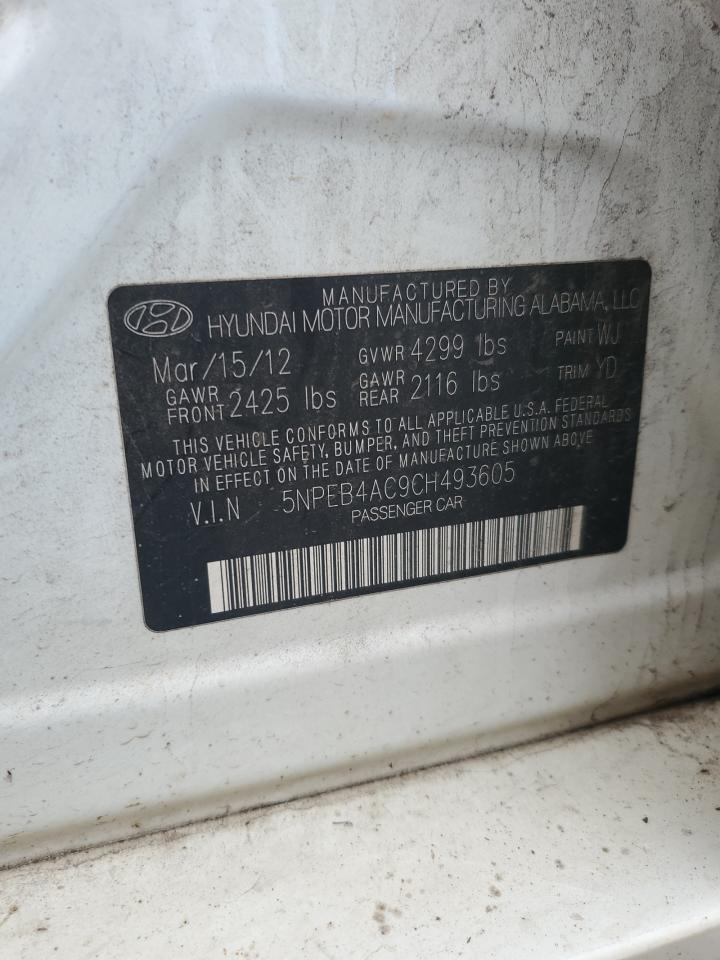 MANUFACTURED BY
HYUNDAI MOTOR MANUFACTURING ALABAMA, LLC
Mar/15/12 GVWR 4299 lbs PAINT WJ
GAWR FRONT 2425 lbs GAWR REAR 2116 lbs TRIM YD
THIS VEHICLE CONFORMS TO ALL APPLICABLE U.S.A. FEDERAL
MOTOR VEHICLE SAFETY, BUMPER, AND THEFT PREVENTION STANDARDS
IN EFFECT ON THE DATE OF MANUFACTURE SHOWN ABOVE
V.I.N 5NPEB4AC9CH493605
PASSENGER CAR